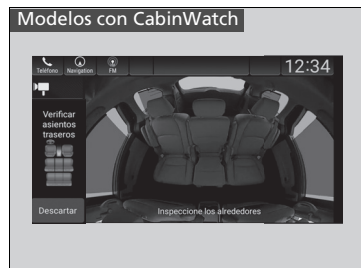 Modelos con CabinWatch
Teléfono Navigation FM 12:34
Verificar
asientos
traseros
Descartar
Inspeccione los alrededores